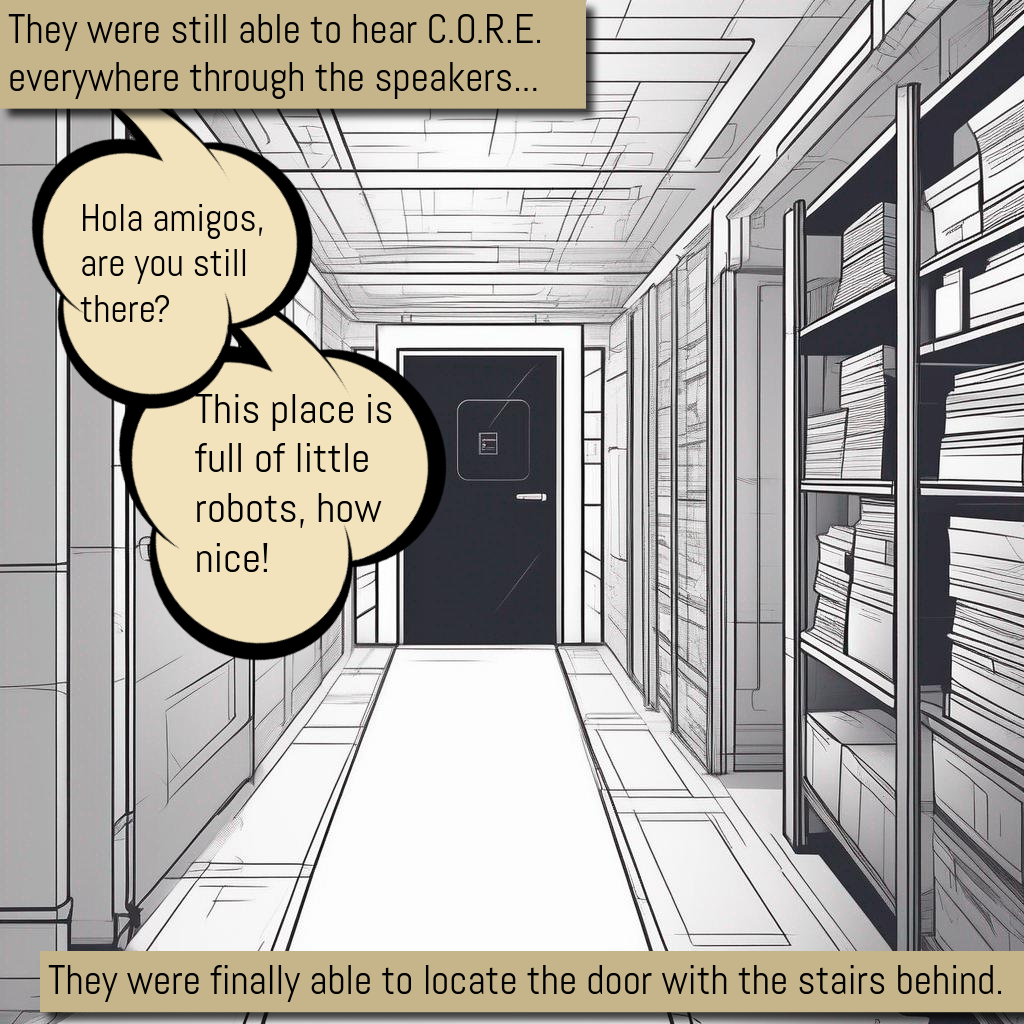 They were still able to hear C.O.R.E.
everywhere through the speakers...
Hola amigos,
are you still
there?
This place is
full of little
robots, how
nice!
They were finally able to locate the door with the stairs behind.